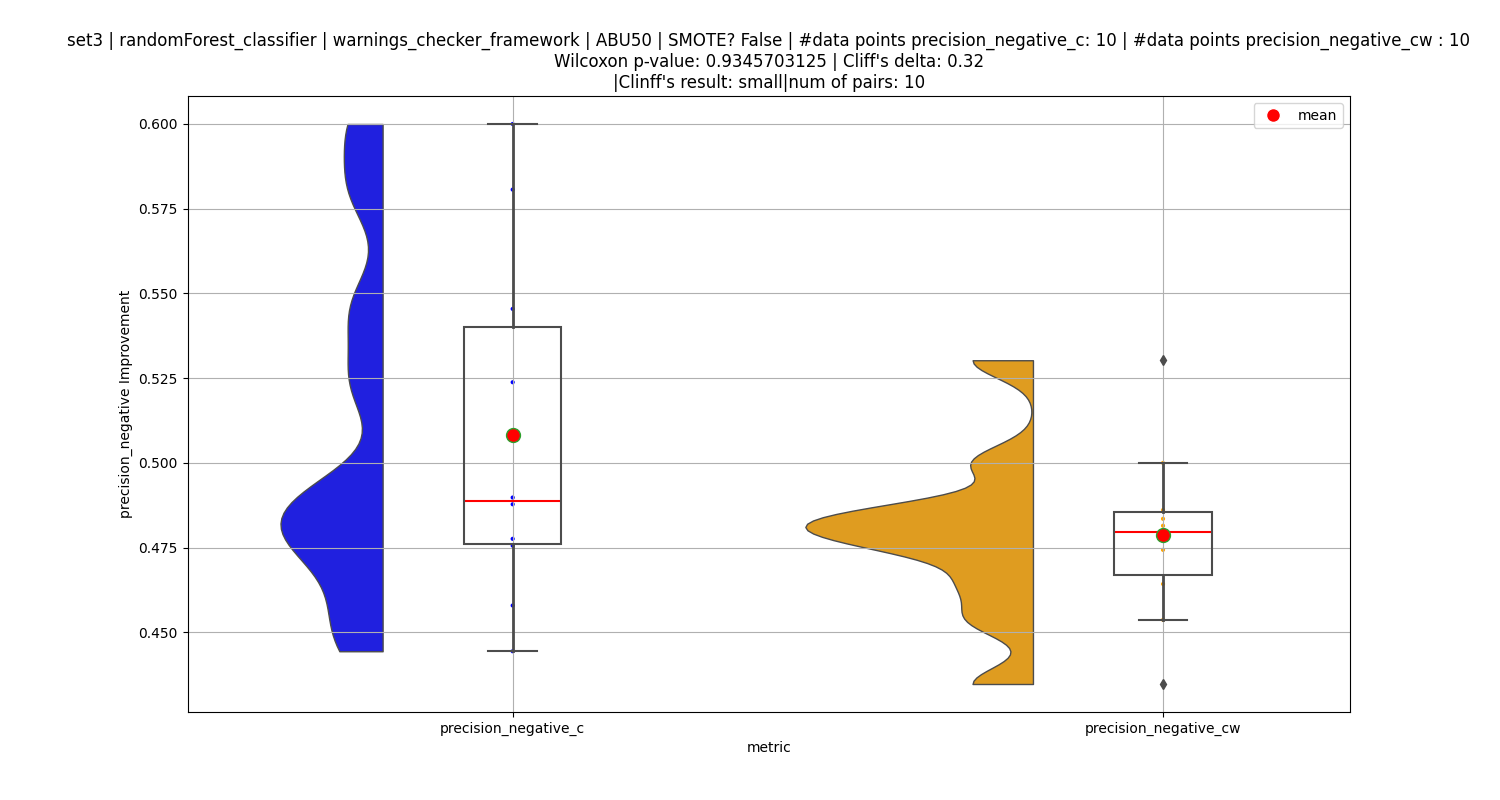 set3 | randomForest_classifier | warnings_checker_framework | ABU50 | SMOTE? False | #data points precision_negative_c: 10 | #data points precision_negative_cw : 10
Wilcoxon p-value: 0.9345703125 | Cliff's delta: 0.32
|Clinff's result: small|num of pairs: 10
mean
0.600
0.575
0.550
0.525
0.500
0.475
0.450
precision_negative Improvement
precision_negative_c
precision_negative_cw
metric